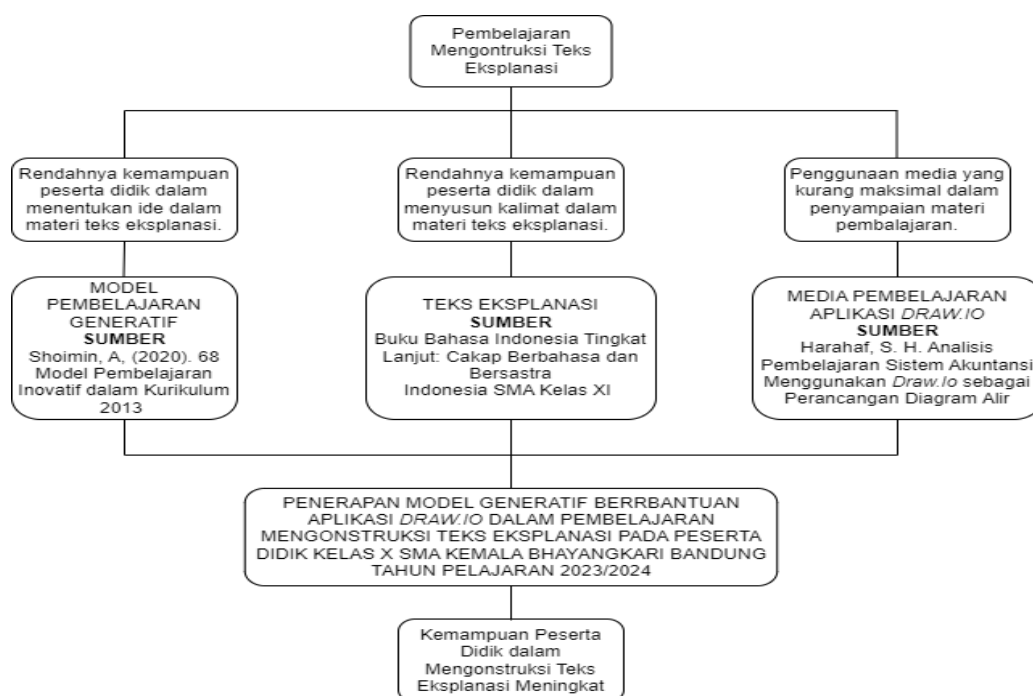 Pembelajaran
Mengontruksi Teks
Eksplanasi
Rendahnya kemampuan
peserta didik dalam
menentukan ide dalam
materi teks eksplanasi.
Rendahnya kemampuan
peserta didik dalam
menyusun kalimat dalam
materi teks eksplanasi.
Penggunaan media yang
kurang maksimal dalam
penyampaian materi
pembalajaran.
MODEL
PEMBELAJARAN
GENERATIF
SUMBER
Shoimin, A, (2020). 68
Model Pembelajaran
Inovatif dalam Kurikulum
2013
TEKS EKSPLANASI
SUMBER
Buku Bahasa Indonesia Tingkat
Lanjut: Cakap Berbahasa dan
Bersastra
Indonesia SMA Kelas XI
MEDIA PEMBELAJARAN
APLIKASI DRAW.IO
SUMBER
Harahaf, S. H. Analisis
Pembelajaran Sistem Akuntansi
Menggunakan Draw.Io sebagai
Perancangan Diagram Alir
PENERAPAN MODEL GENERATIF BERRBANTUAN
APLIKASI DRAW.IO DALAM PEMBELAJARAN
MENGONSTRUKSI TEKS EKSPLANASI PADA PESERTA
DIDIK KELAS X SMA KEMALA BHAYANGKARI BANDUNG
TAHUN PELAJARAN 2023/2024
Kemampuan Peserta
Didik dalam
Mengonstruksi Teks
Eksplanasi Meningkat